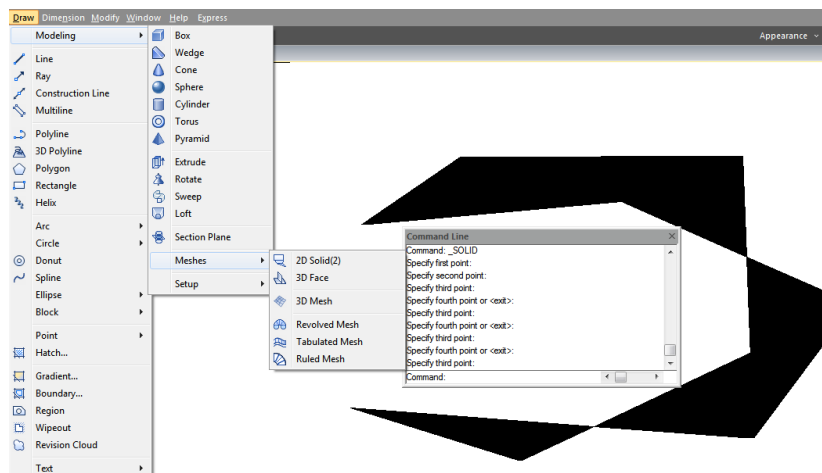 Draw Dimension Modify Window Help Express
Appearance
Modeling
Line
Ray
Construction Line
Multiline
Polyline
3D Polyline
Polygon
Rectangle
Helix
Arc
Circle
Donut
Spline
Ellipse
Block
Point
Hatch...
Gradient...
Boundary...
Region
Wipeout
Revision Cloud
Text
Box
Wedge
Cone
Sphere
Cylinder
Torus
Pyramid
Extrude
Rotate
Sweep
Loft
Section Plane
Meshes
Setup
2D Solid(2)
3D Face
3D Mesh
Revolved Mesh
Tabulated Mesh
Ruled Mesh
Command Line
Command: _SOLID
Specify first point:
Specify second point:
Specify third point:
Specify fourth point or <exit>:
Specify third point:
Specify fourth point or <exit>:
Specify third point:
Specify fourth point or <exit>:
Specify third point:
Command: